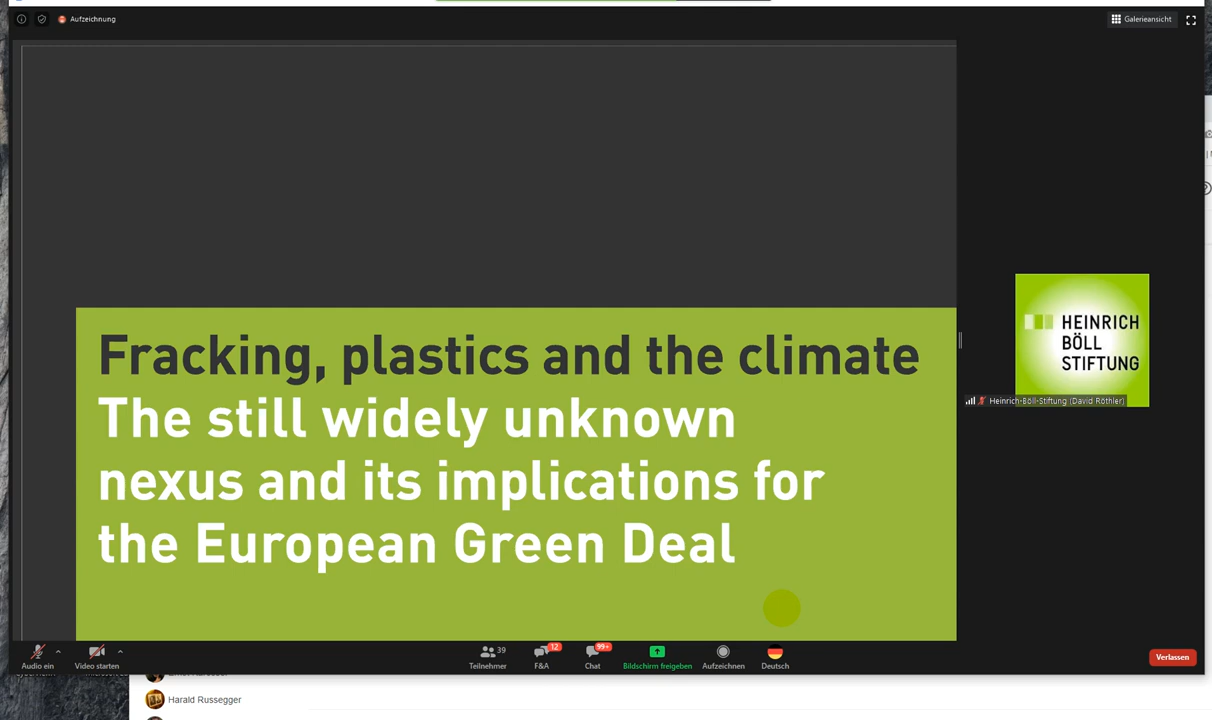 Aufzeichnung
Galerieansicht
Fracking, plastics and the climate
The still widely unknown
nexus and its implications for
the European Green Deal
HEINRICH
BÖLL
STIFTUNG
Heinrich-Böll-Stiftung (David Röthler)
39
12
99+
Audio ein
Video starten
Teilnehmer
F&A
Chat
Bildschirm freigeben
Aufzeichnen
Deutsch
Verlassen
Harald Russegger